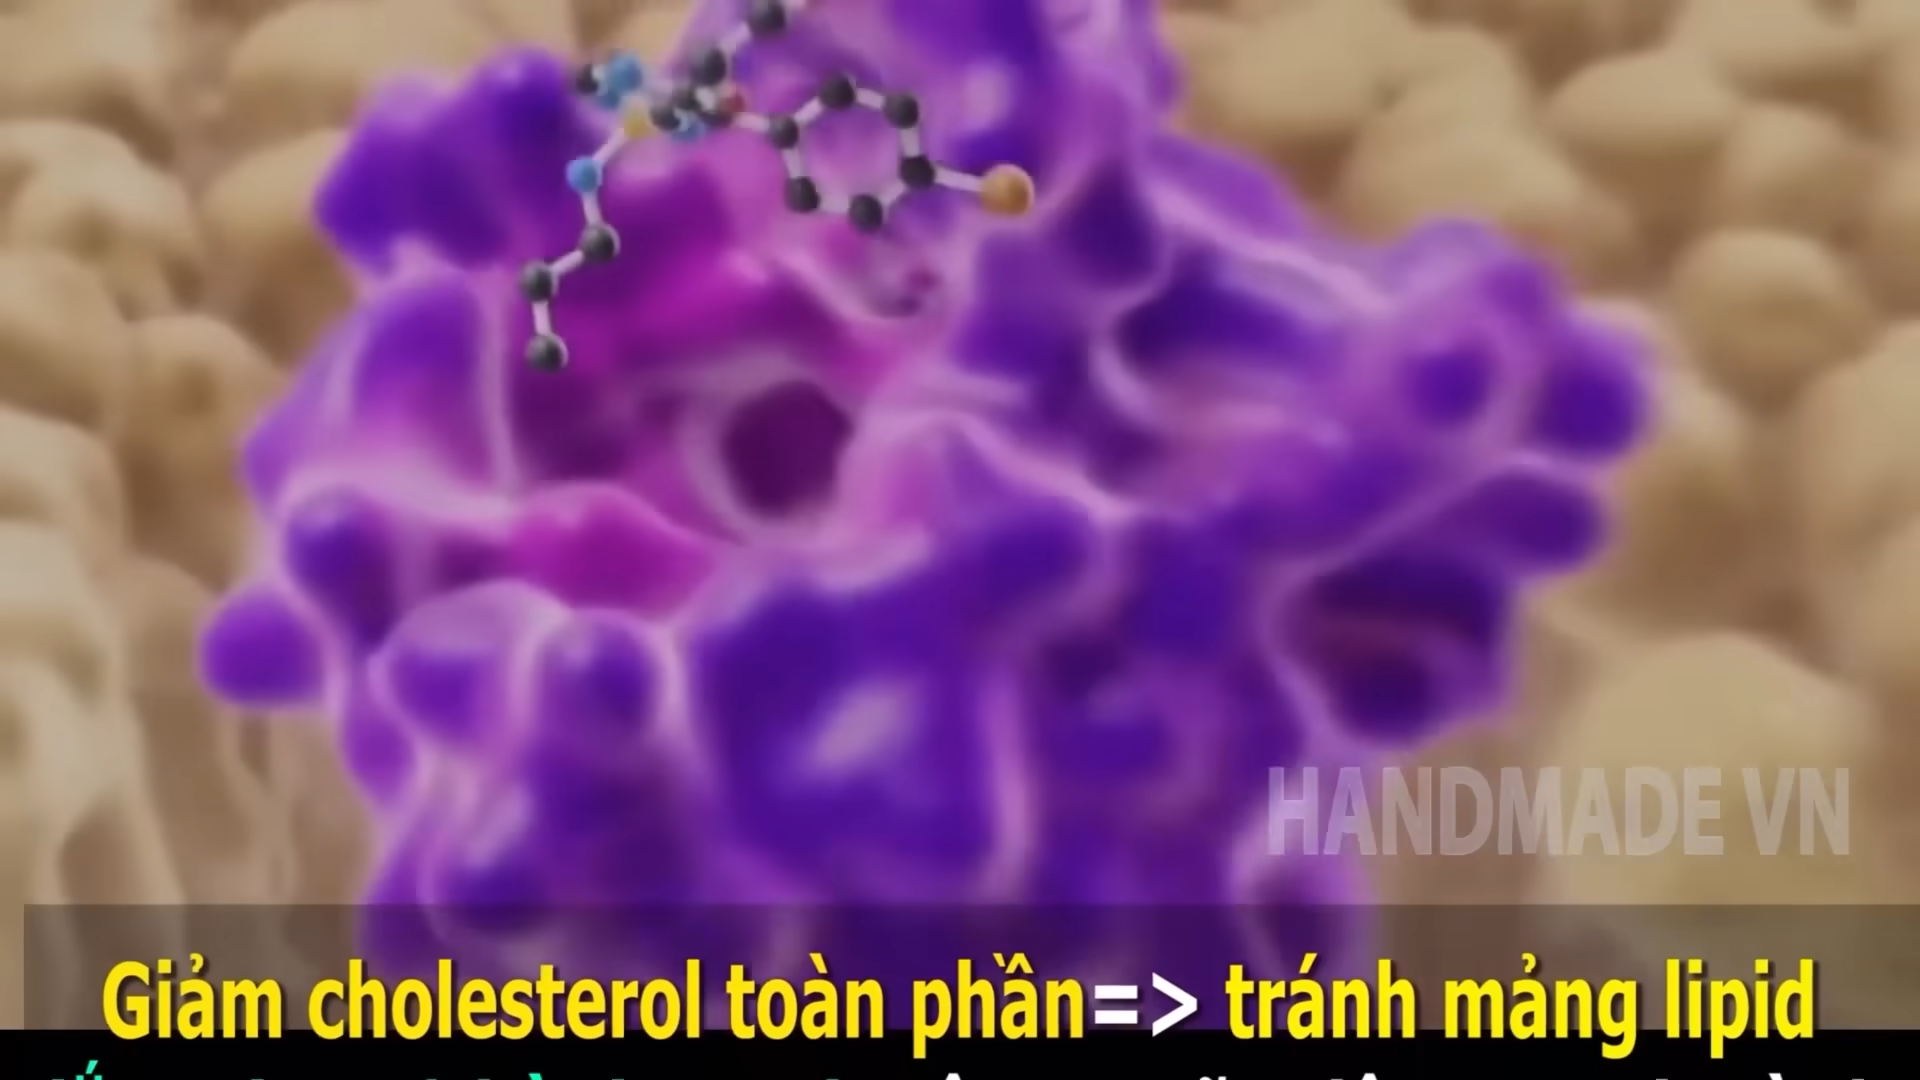 HANDMADE VN
Giảm cholesterol toàn phần=> tránh mảng lipid